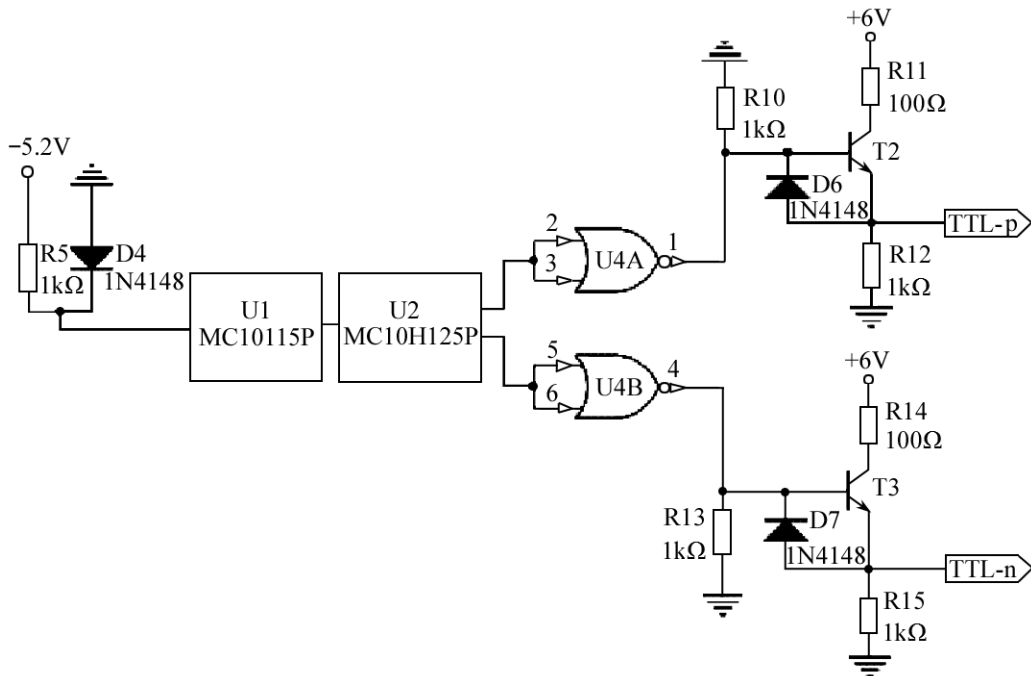 +6V
R11
100Ω
R10
1kΩ
T2
D6
1N4148
TTL-p
R12
1kΩ
−5.2V
R5
1kΩ
D4
1N4148
U1
MC10115P
U2
MC10H125P
2
3
U4A
1
5
6
U4B
4
+6V
R14
100Ω
T3
R13
1kΩ
D7
1N4148
TTL-n
R15
1kΩ